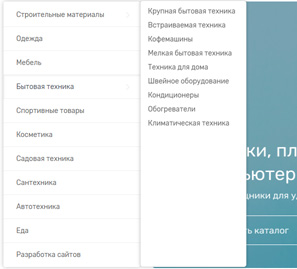 Строительные материалы
Одежда
Мебель
Бытовая техника
Спортивные товары
Косметика
Садовая техника
Сантехника
Автотехника
Еда
Разработка сайтов
Крупная бытовая техника
Встраиваемая техника
Кофемашины
Мелкая бытовая техника
Техника для дома
Швейное оборудование
Кондиционеры
Обогреватели
Климатическая техника
ки, пл
ьютер
дники для у
ть каталог